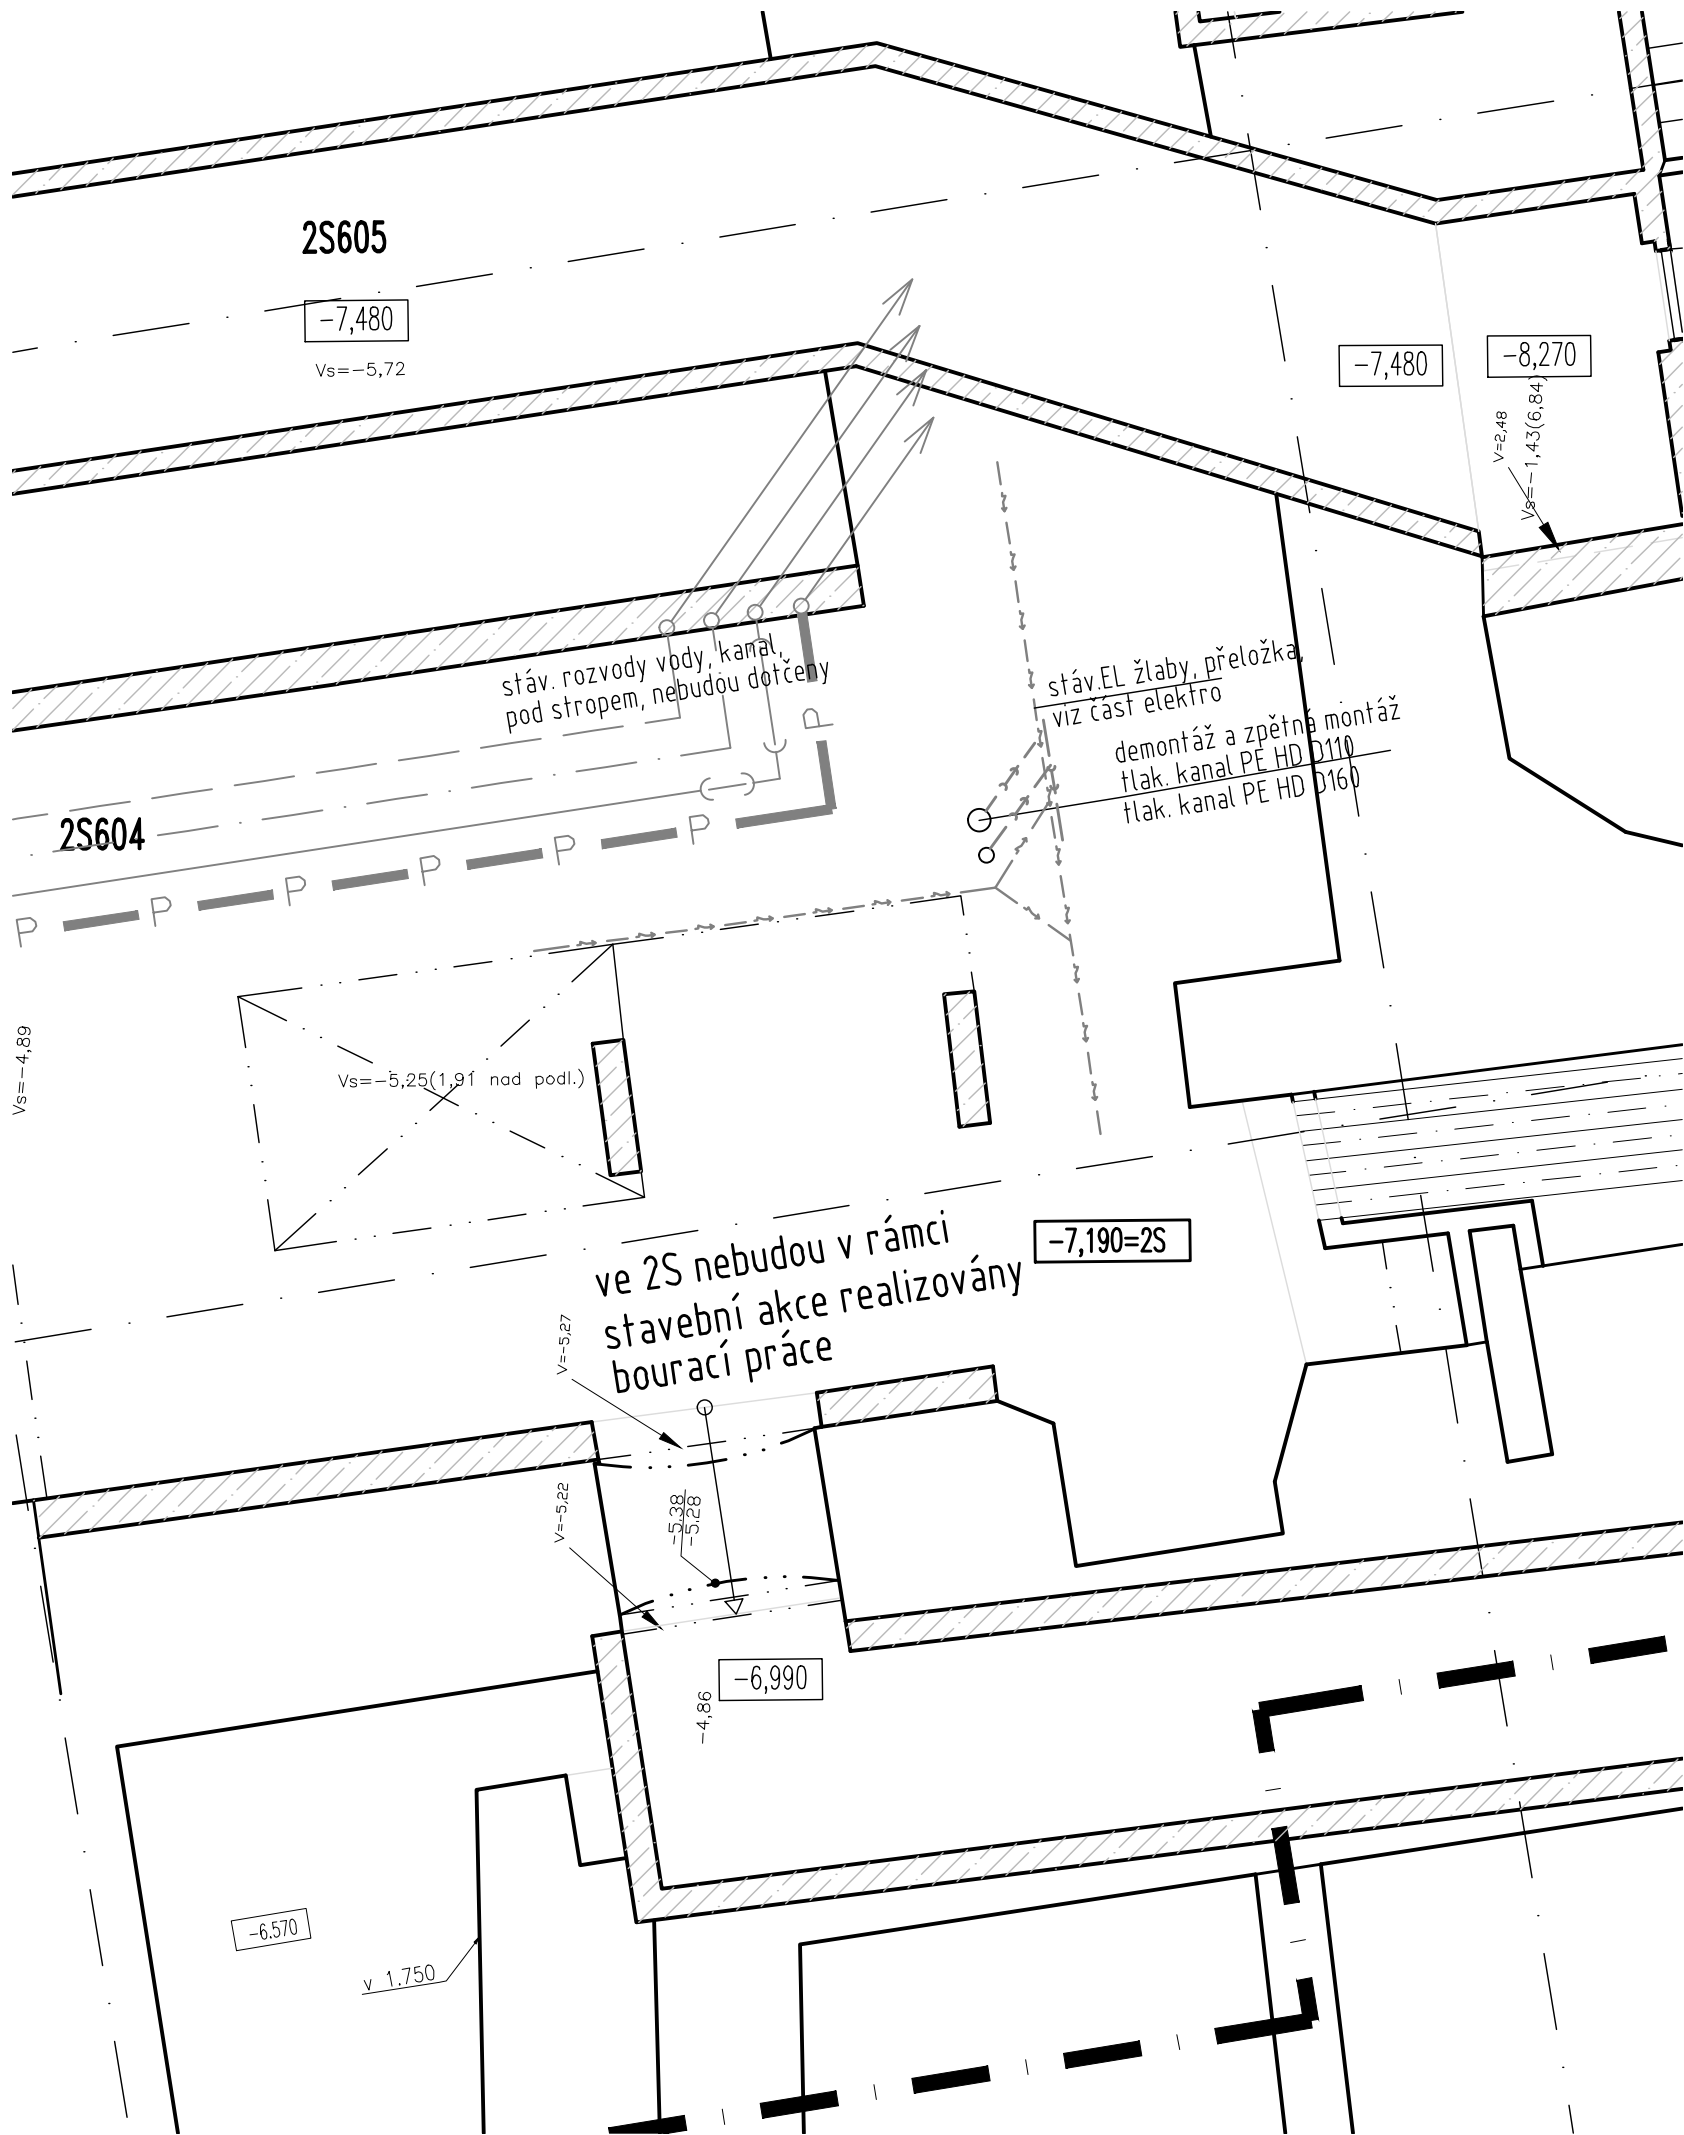 2S605
-7,480
Vs=-5,72
-7,480
-8,270
V=2,48
Vs=-1,43(6,84)
stáv. rozvody vody, kanal,
pod stropem, nebudou dotčeny
stáv.EL žlaby, přeložka,
viz část elektro
demontáž a zpětná montáž
tlak. kanal PE HD D110
tlak. kanal PE HD D160
P
2S604
P
P
P
P
P
P
Vs=-4,89
Vs=-5,25(1,91 nad podl.)
-7,190=2S
ve 2S nebudou v rámci
stavební akce realizovány
bourací práce
V=-5,27
V=-5,22
-5,38
-5,28
-6,990
-4,86
-6.570
v 1.750